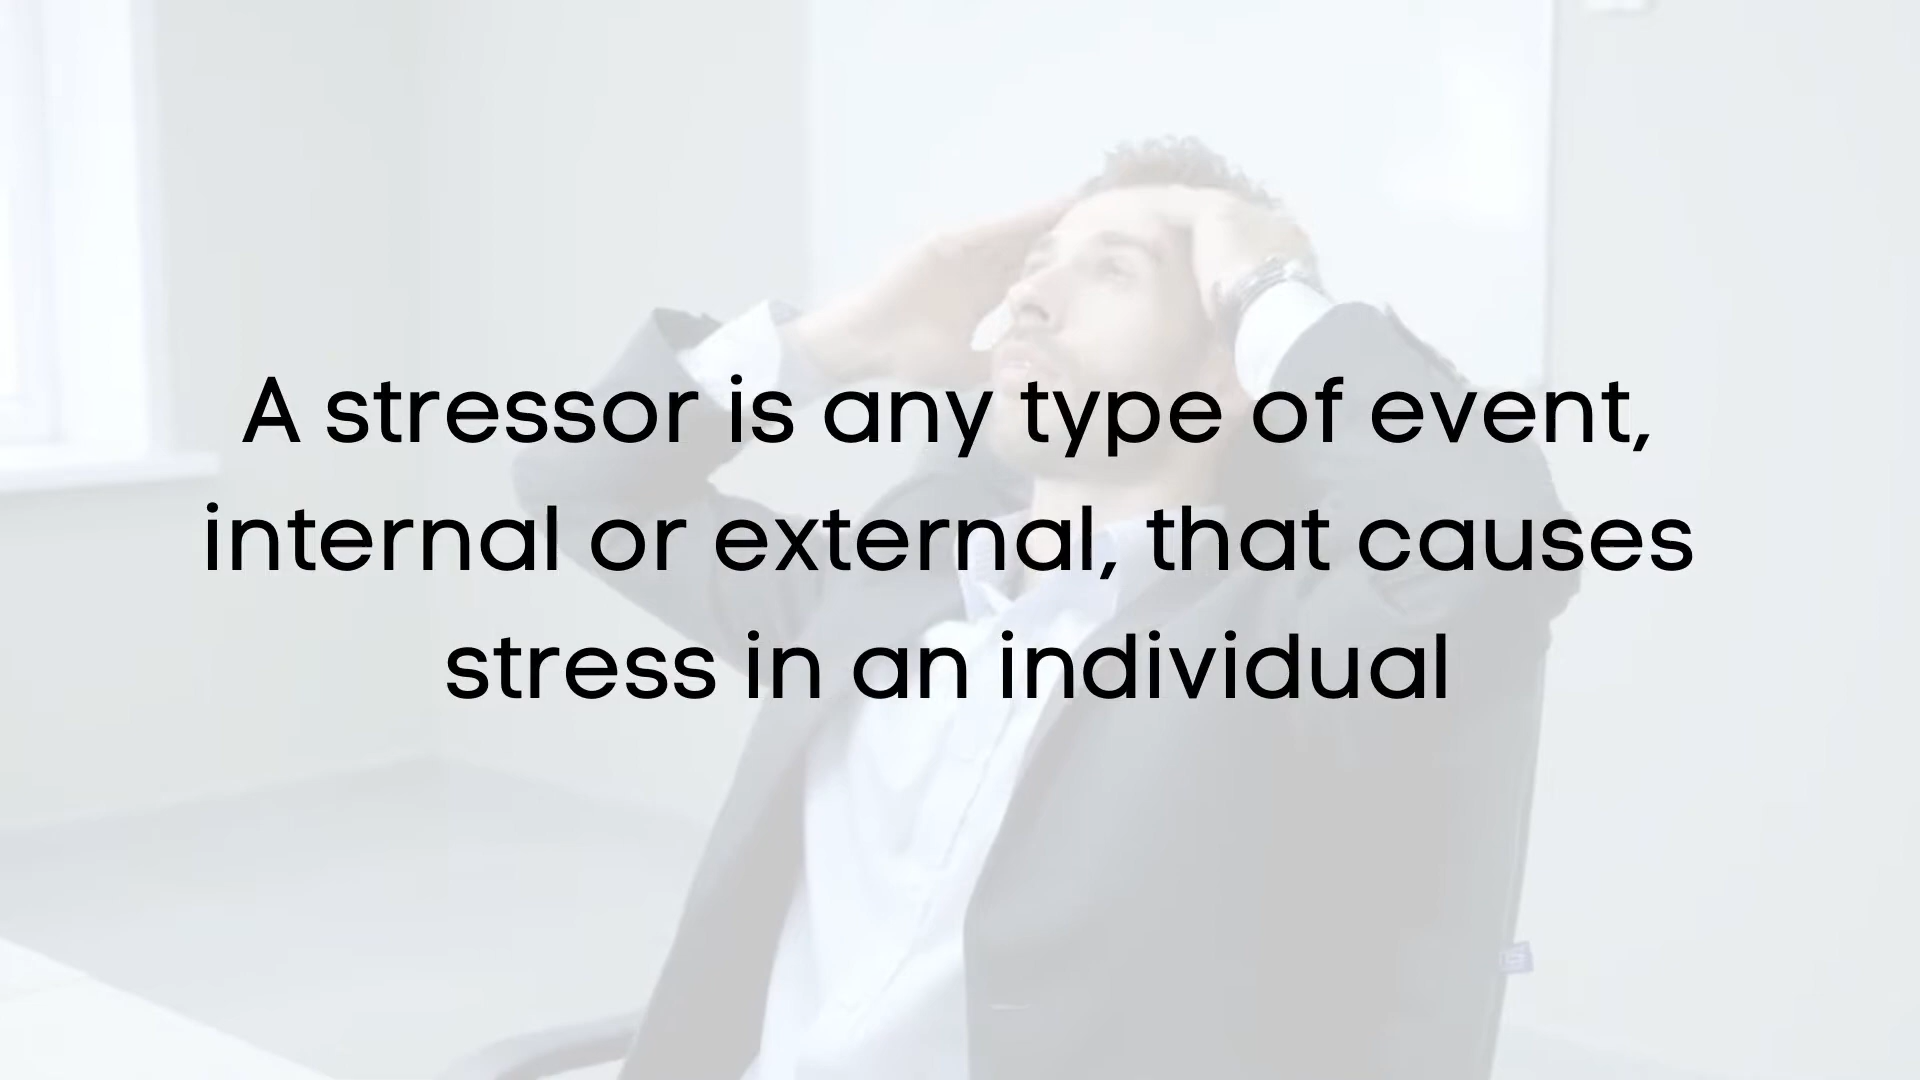 A stressor is any type of event,
internal or external, that causes
stress in an individual